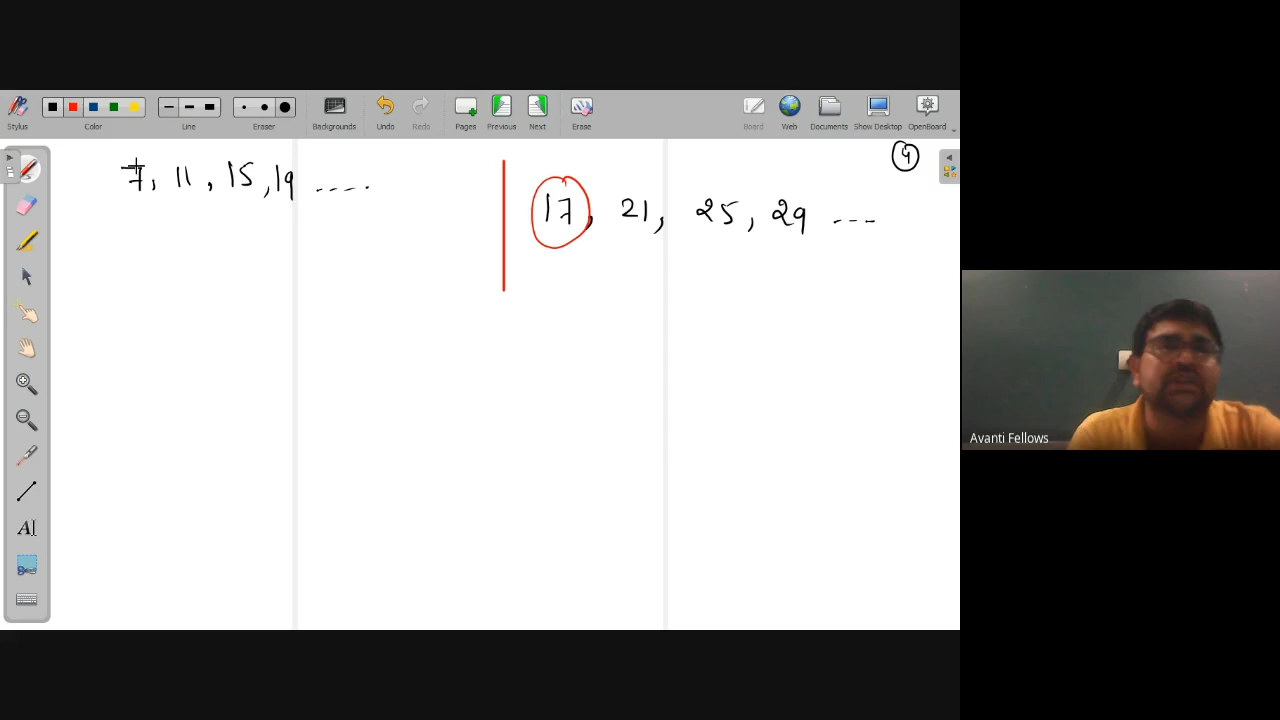 Stylus Color Line Eraser Backgrounds Undo Redo Pages Previous Next Erase Board Web Documents Show Desktop OpenBoard
4
7, 11, 15, 19 ----.
17, 21, 25, 29 ---
AI
Avanti Fellows